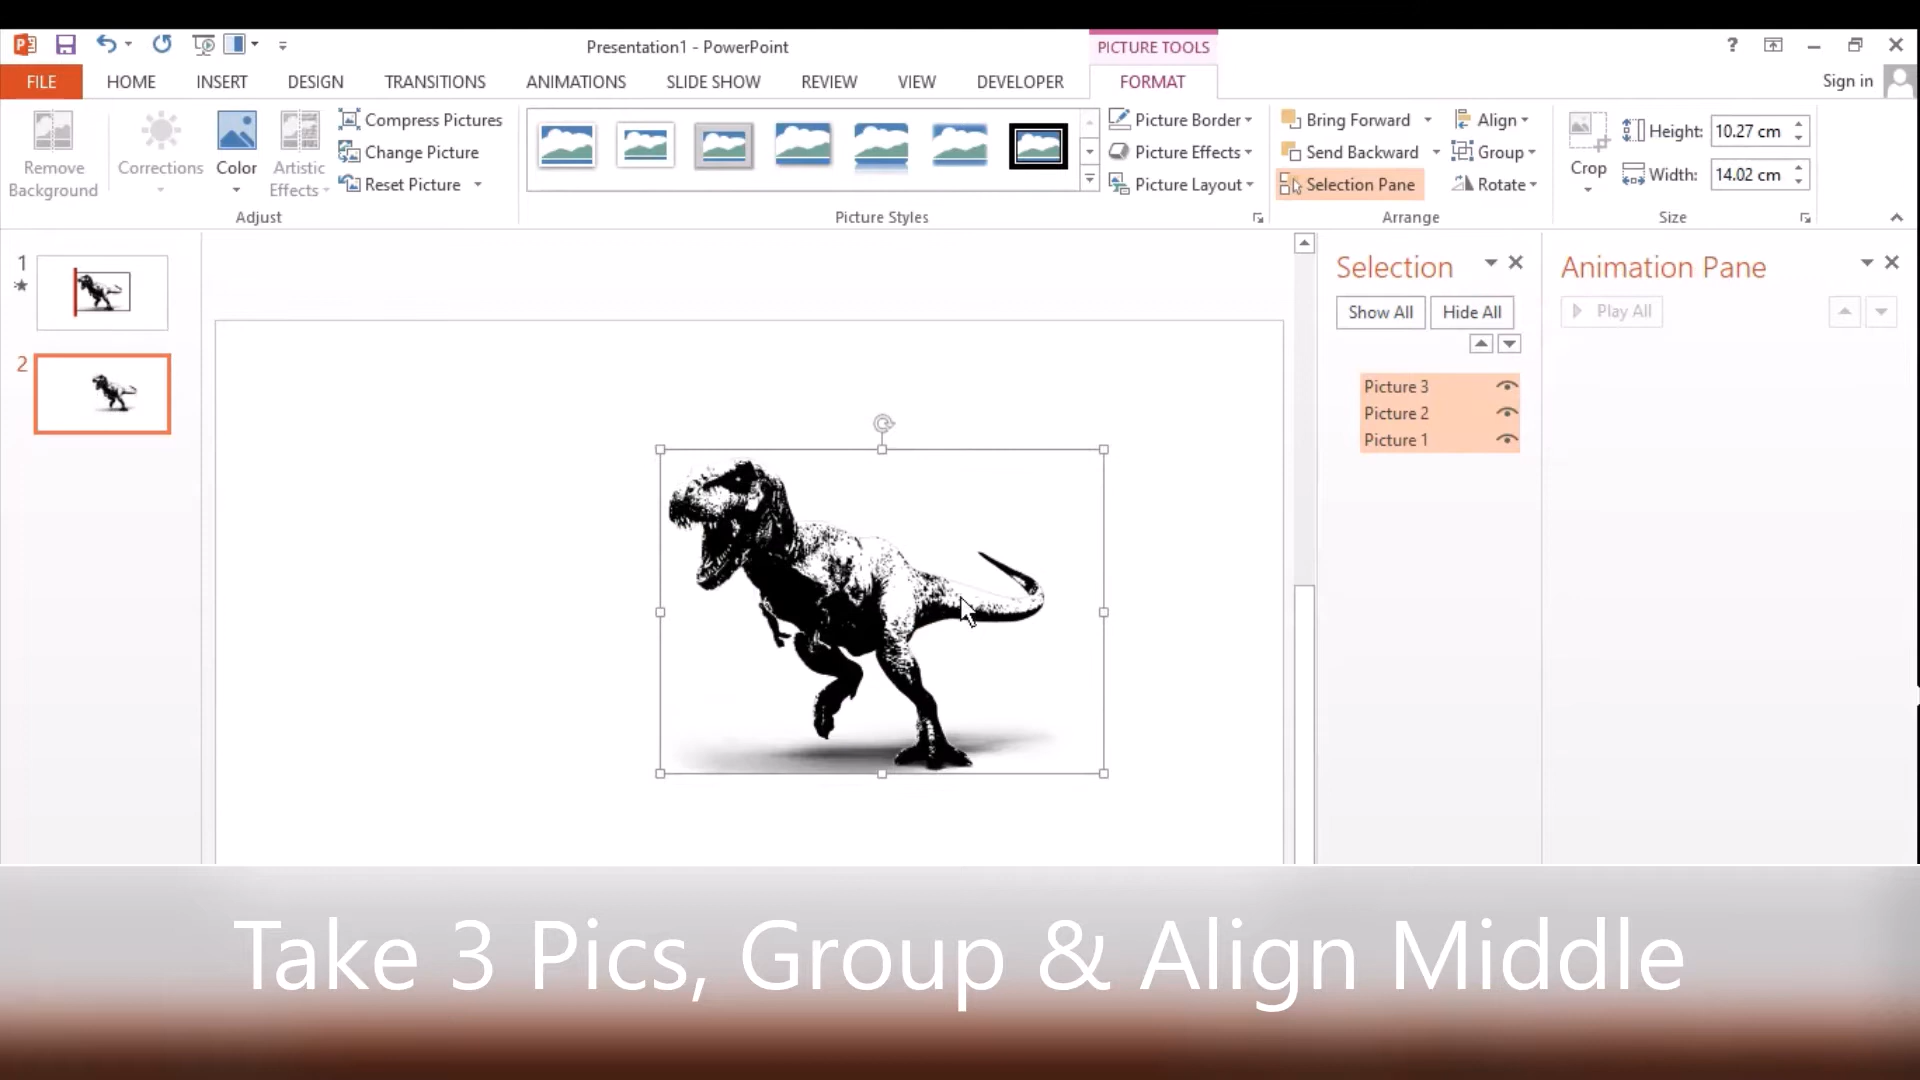 Presentation1 - PowerPoint
PICTURE TOOLS
?
FILE HOME INSERT DESIGN TRANSITIONS ANIMATIONS SLIDE SHOW REVIEW VIEW DEVELOPER FORMAT Sign in
Remove Background
Corrections
Color
Artistic Effects
Compress Pictures
Change Picture
Reset Picture
Adjust
Picture Styles
Picture Border
Picture Effects
Picture Layout
Bring Forward
Send Backward
Selection Pane
Align
Group
Rotate
Arrange
Crop
Height: 10.27 cm
Width: 14.02 cm
Size
1
2
Selection
Show All Hide All
Picture 3
Picture 2
Picture 1
Animation Pane
Play All
Take 3 Pics, Group & Align Middle